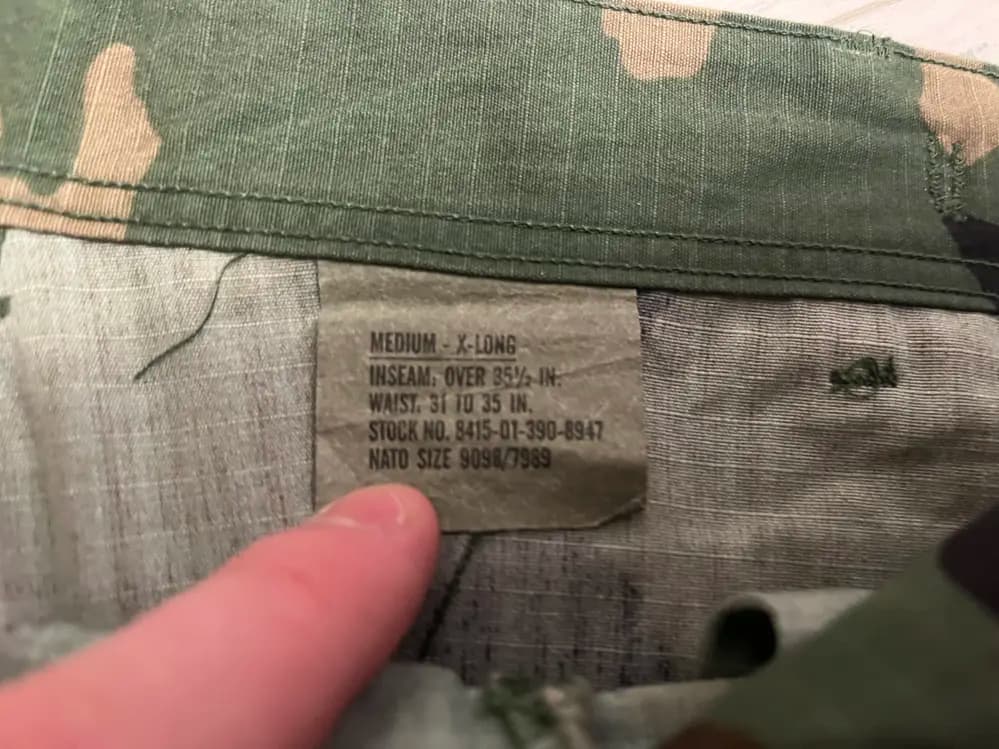 MEDIUM - X-LONG
INSEAM: OVER 35½ IN.
WAIST: 31 TO 35 IN.
STOCK NO. 8415-01-390-8947
NATO SIZE 9098/7989